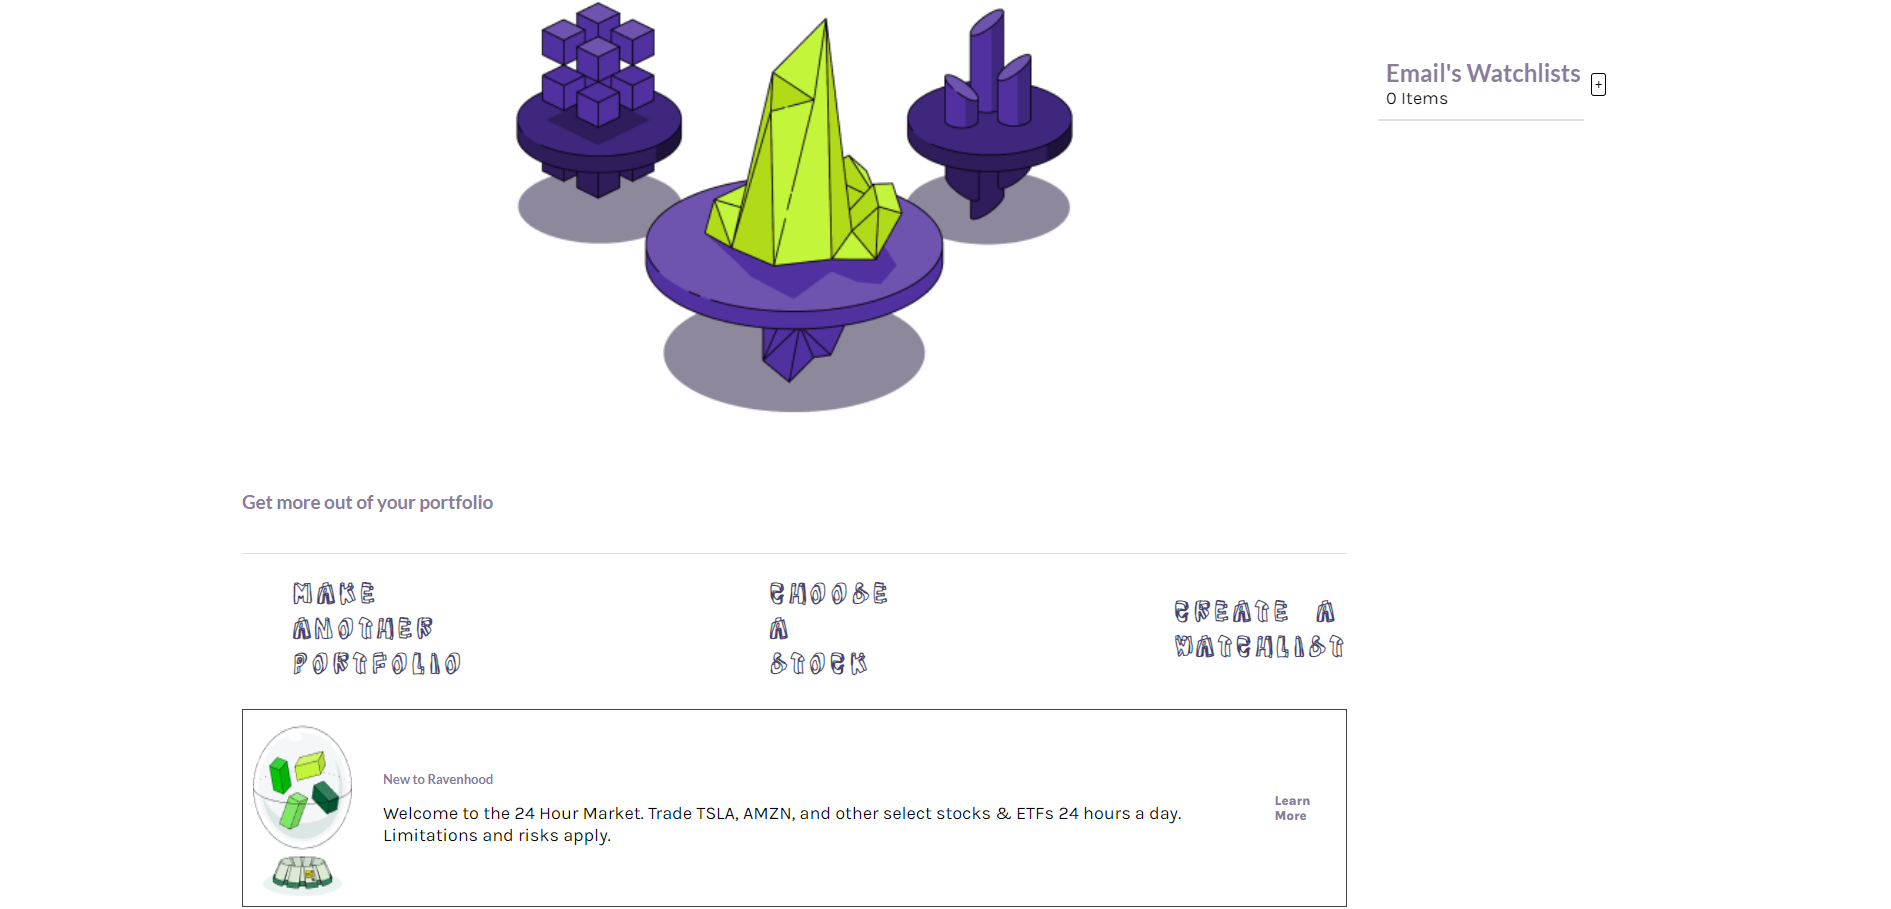 Email's Watchlists
+
0 Items
Get more out of your portfolio
MAKE
ANOTHER
PORTFOLIO
CHOOSE
A
STOCK
CREATE A
WATCHLIST
New to Ravenhood
Welcome to the 24 Hour Market. Trade TSLA, AMZN, and other select stocks & ETFs 24 hours a day.
Limitations and risks apply.
Learn
More